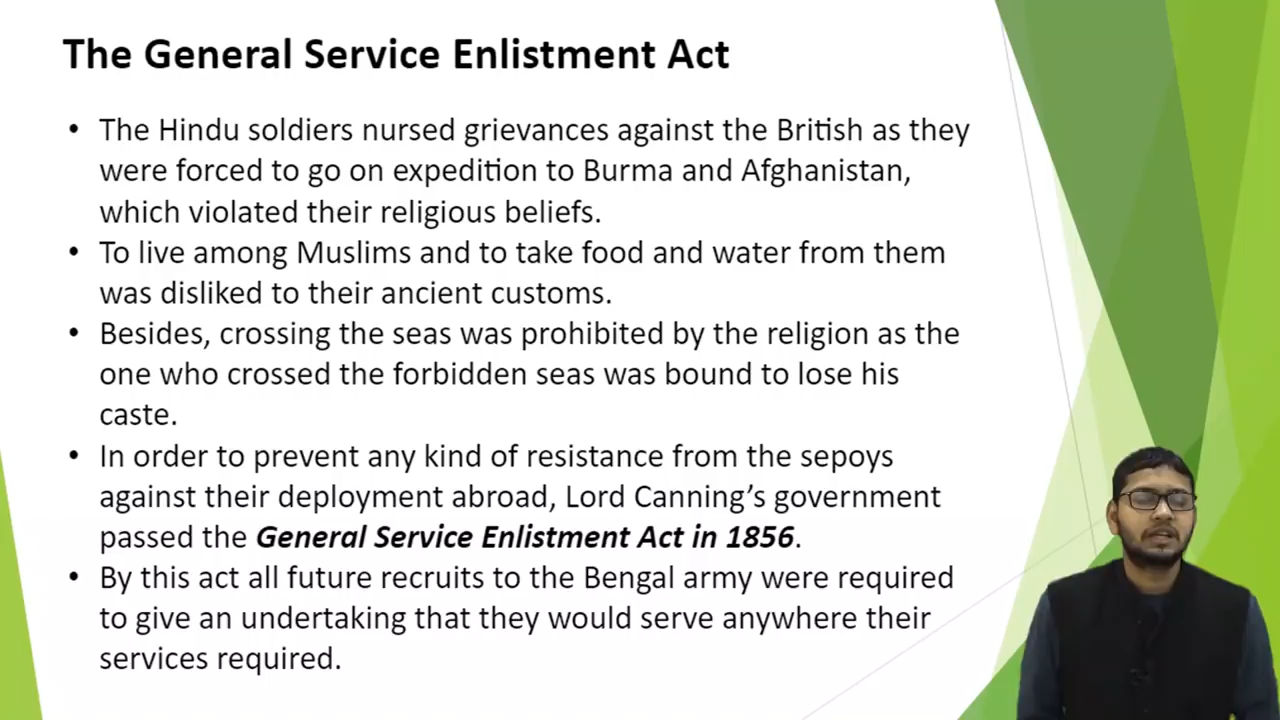 The General Service Enlistment Act
• The Hindu soldiers nursed grievances against the British as they
were forced to go on expedition to Burma and Afghanistan,
which violated their religious beliefs.
• To live among Muslims and to take food and water from them
was disliked to their ancient customs.
• Besides, crossing the seas was prohibited by the religion as the
one who crossed the forbidden seas was bound to lose his
caste.
• In order to prevent any kind of resistance from the sepoys
against their deployment abroad, Lord Canning’s government
passed the General Service Enlistment Act in 1856.
• By this act all future recruits to the Bengal army were required
to give an undertaking that they would serve anywhere their
services required.